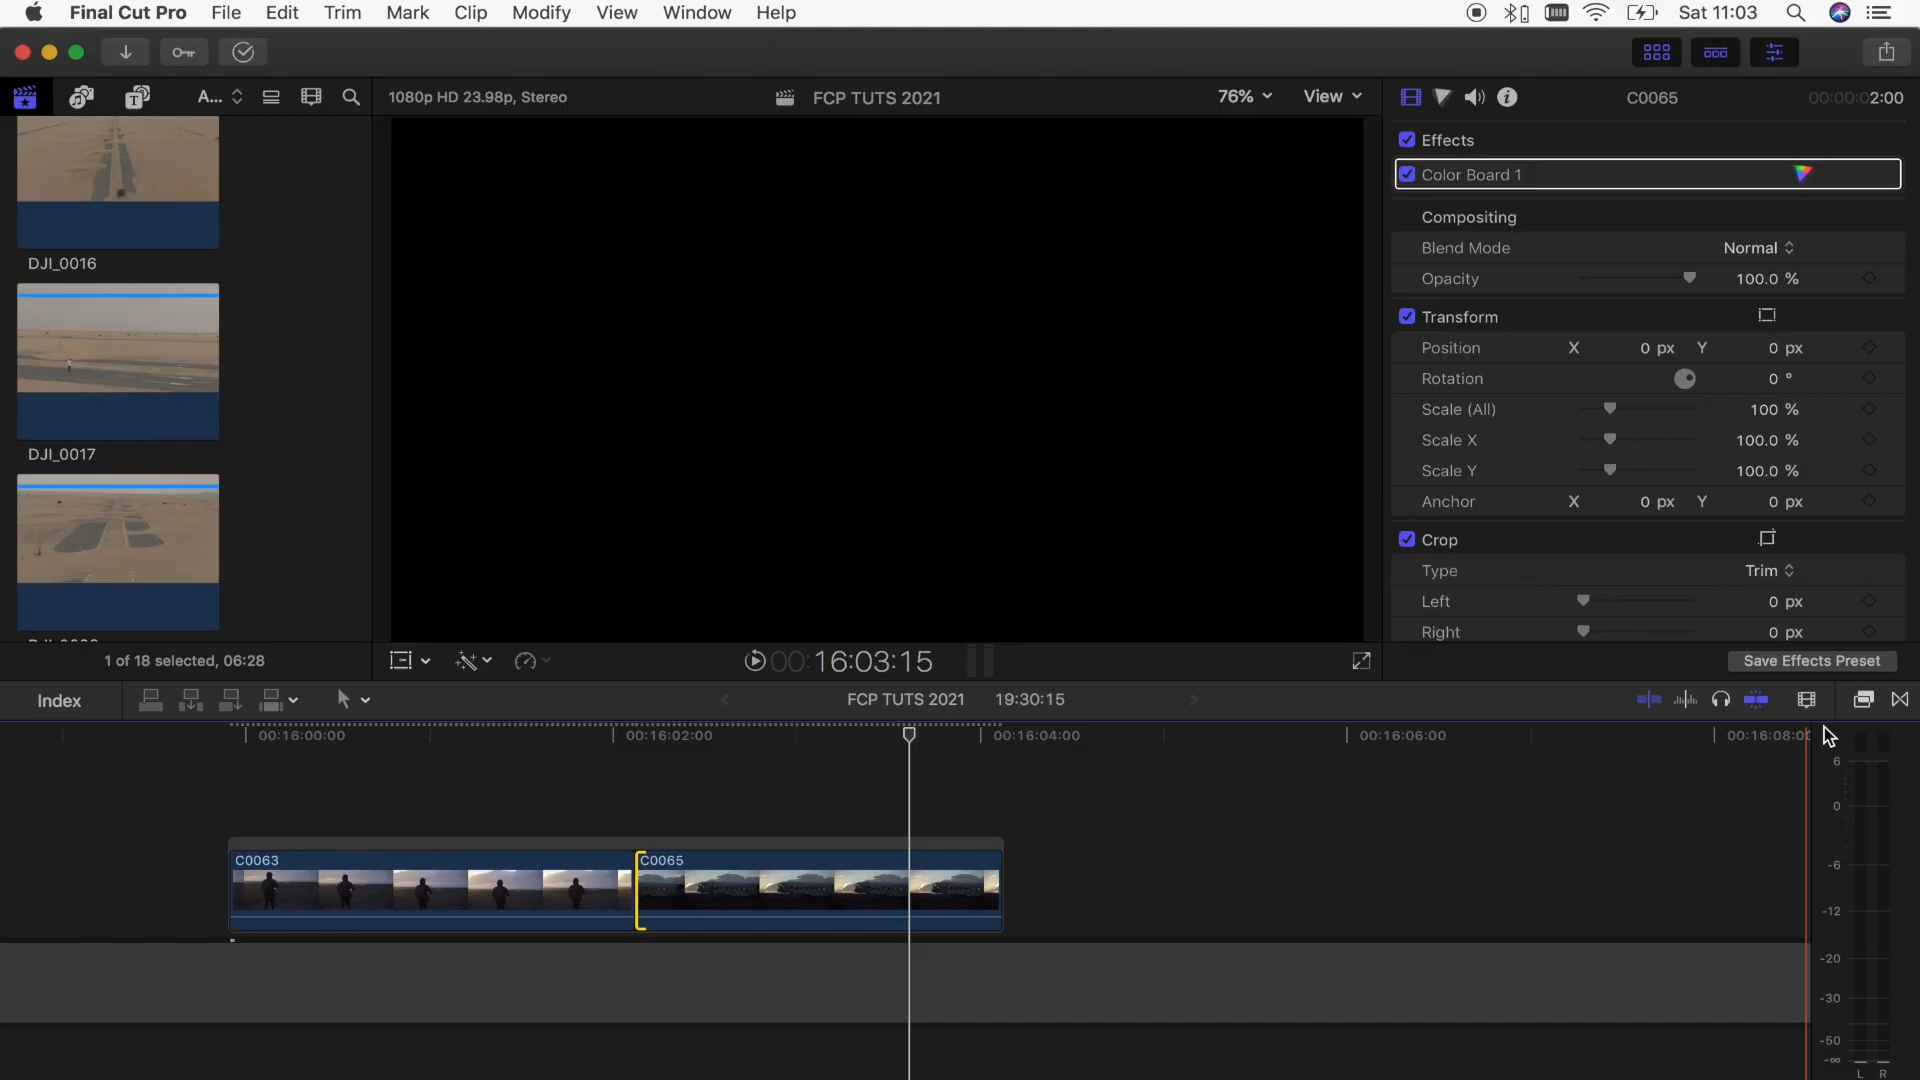 Final Cut Pro File Edit Trim Mark Clip Modify View Window Help Sat 11:03
A... 1080p HD 23.98p, Stereo FCP TUTS 2021 76% View C0065 00:00:02:00
Effects
Color Board 1
Compositing
Blend Mode Normal
Opacity 100.0 %
Transform
Position X 0 px Y 0 px
Rotation 0 °
Scale (All) 100 %
Scale X 100.0 %
Scale Y 100.0 %
Anchor X 0 px Y 0 px
Crop
Type Trim
Left 0 px
Right 0 px
DJI_0016
DJI_0017
1 of 18 selected, 06:28 00:16:03:15 Save Effects Preset
Index FCP TUTS 2021 19:30:15
00:16:00:00 00:16:02:00 00:16:04:00 00:16:06:00 00:16:08:00
C0063 C0065
6
0
-6
-12
-20
-30
-50
-∞
L R